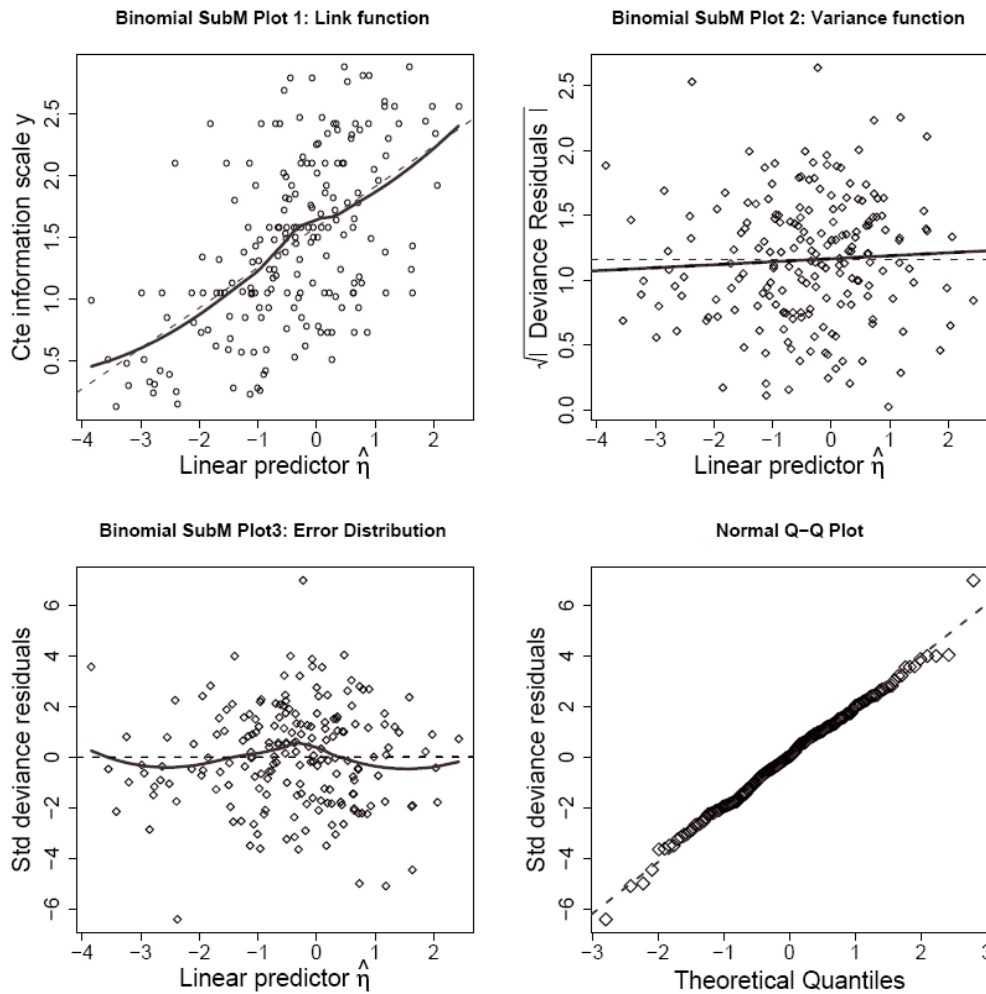 Binomial SubM Plot 1: Link function
Cte information scale y
0.5 1.0 1.5 2.0 2.5
−4 −3 −2 −1 0 1 2
Linear predictor η̂
Binomial SubM Plot 2: Variance function
√| Deviance Residuals |
0.0 0.5 1.0 1.5 2.0 2.5
−4 −3 −2 −1 0 1 2
Linear predictor η̂
Binomial SubM Plot3: Error Distribution
Std deviance residuals
−6 −4 −2 0 2 4 6
−4 −3 −2 −1 0 1 2
Linear predictor η̂
Normal Q−Q Plot
Std deviance residuals
−6 −4 −2 0 2 4 6
−3 −2 −1 0 1 2 3
Theoretical Quantiles